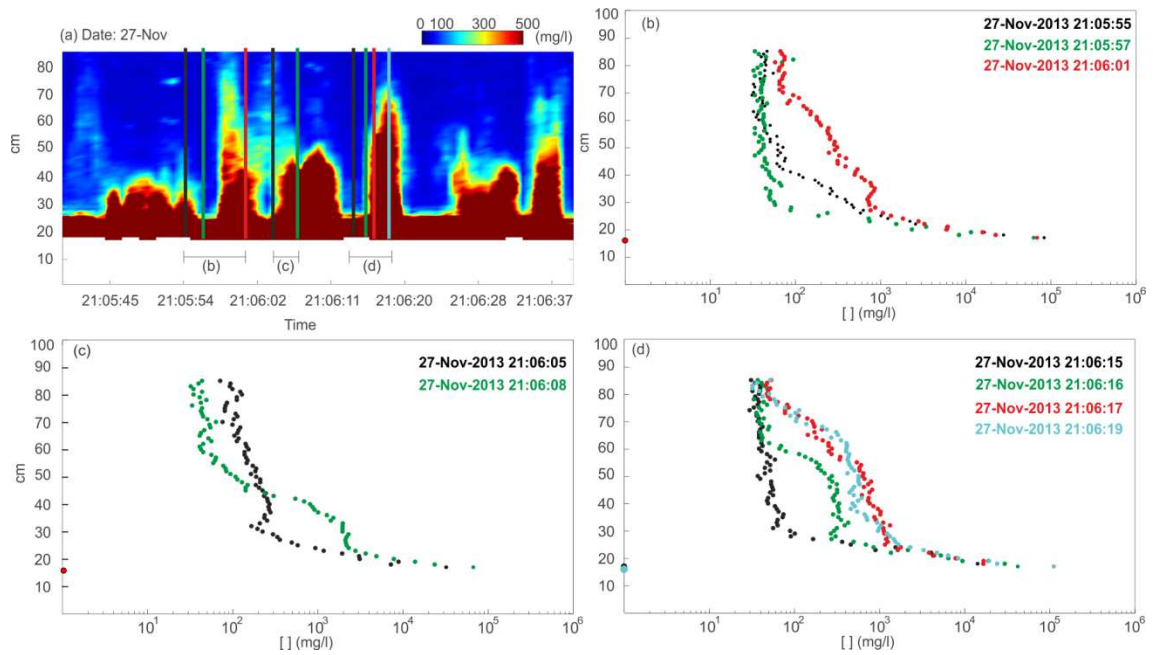 (a) Date: 27-Nov
0 100 300 500
(mg/l)
80
70
60
50
40
30
20
10
cm
(b)
(c)
(d)
21:05:45 21:05:54 21:06:02 21:06:11 21:06:20 21:06:28 21:06:37
Time
(b)
27-Nov-2013 21:05:55
27-Nov-2013 21:05:57
27-Nov-2013 21:06:01
100
90
80
70
60
50
40
30
20
10
cm
10¹ 10² 10³ 10⁴ 10⁵ 10⁶
[ ] (mg/l)
(c)
27-Nov-2013 21:06:05
27-Nov-2013 21:06:08
100
90
80
70
60
50
40
30
20
10
cm
10¹ 10² 10³ 10⁴ 10⁵ 10⁶
[ ] (mg/l)
(d)
27-Nov-2013 21:06:15
27-Nov-2013 21:06:16
27-Nov-2013 21:06:17
27-Nov-2013 21:06:19
100
90
80
70
60
50
40
30
20
10
cm
10¹ 10² 10³ 10⁴ 10⁵ 10⁶
[ ] (mg/l)